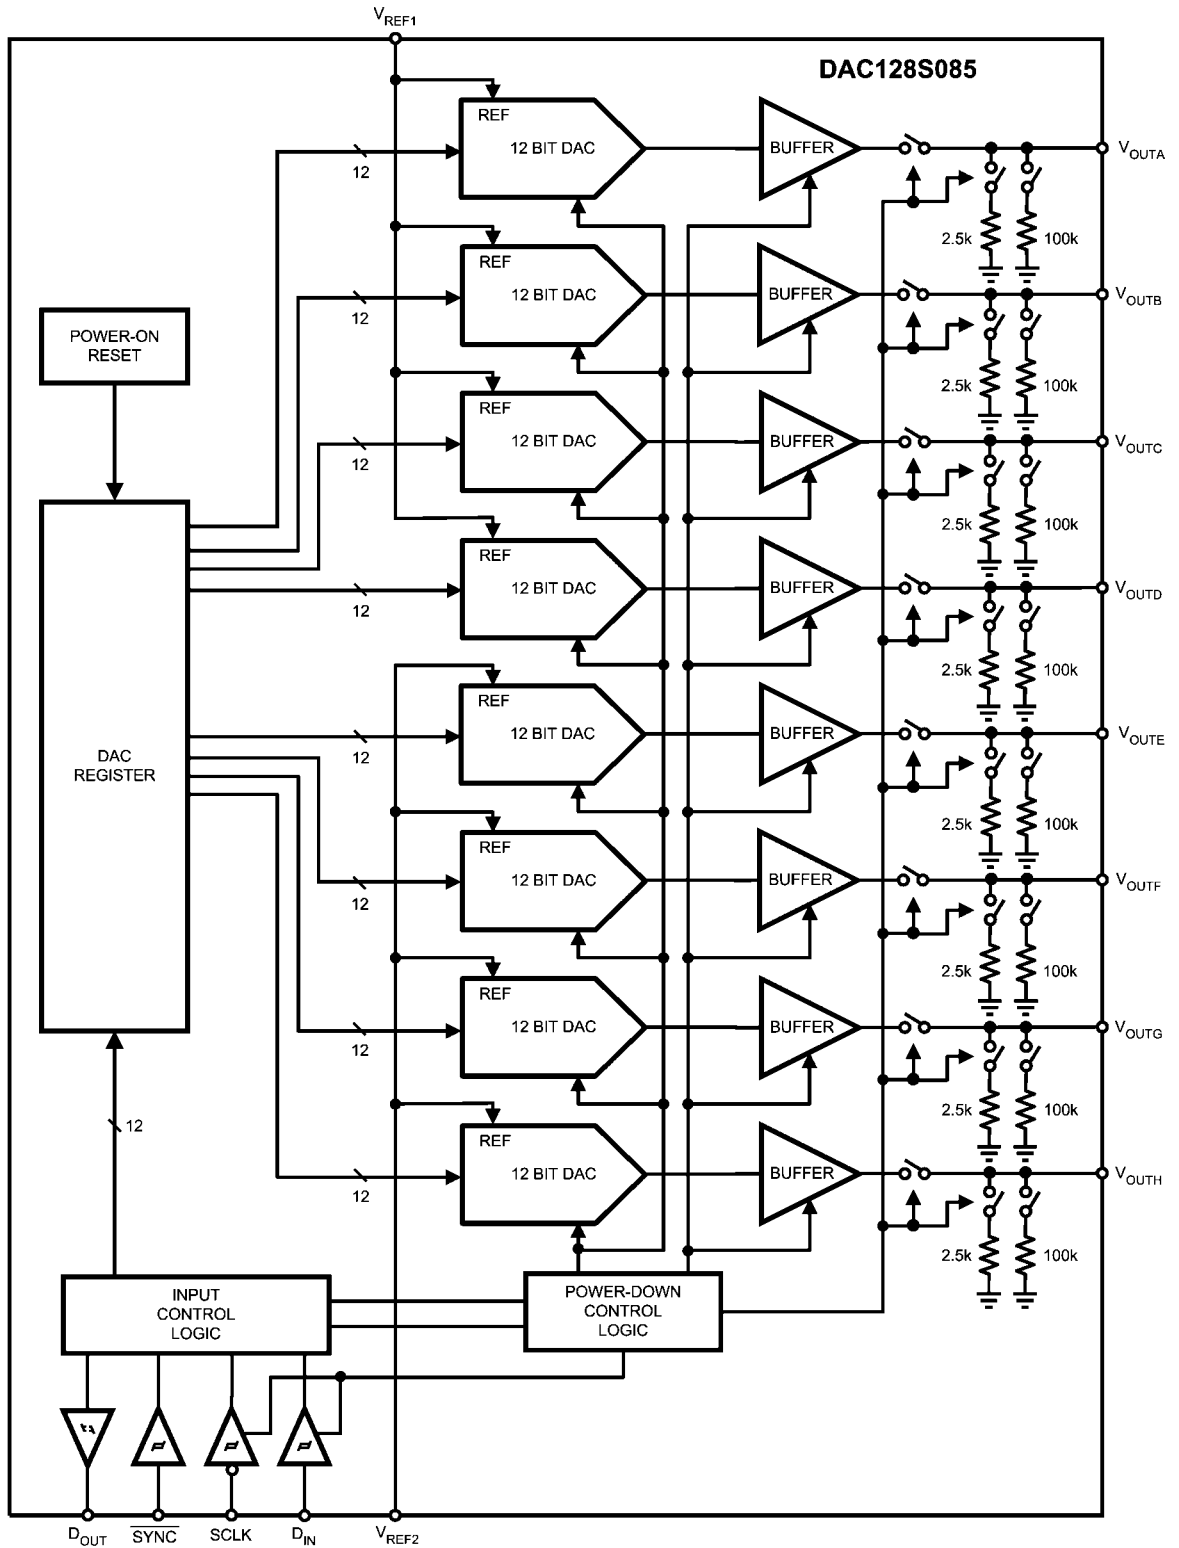 VREF1
DAC128S085
REF
12 BIT DAC
BUFFER
VOUTA
12
2.5k
100k
REF
12 BIT DAC
BUFFER
VOUTB
12
2.5k
100k
POWER-ON
RESET
REF
12 BIT DAC
BUFFER
VOUTC
12
2.5k
100k
REF
12 BIT DAC
BUFFER
VOUTD
12
2.5k
100k
DAC
REGISTER
REF
12 BIT DAC
BUFFER
VOUTE
12
2.5k
100k
REF
12 BIT DAC
BUFFER
VOUTF
12
2.5k
100k
REF
12 BIT DAC
BUFFER
VOUTG
12
2.5k
100k
12
REF
12 BIT DAC
BUFFER
VOUTH
12
2.5k
100k
INPUT
CONTROL
LOGIC
POWER-DOWN
CONTROL
LOGIC
DOUT
SYNC
SCLK
DIN
VREF2